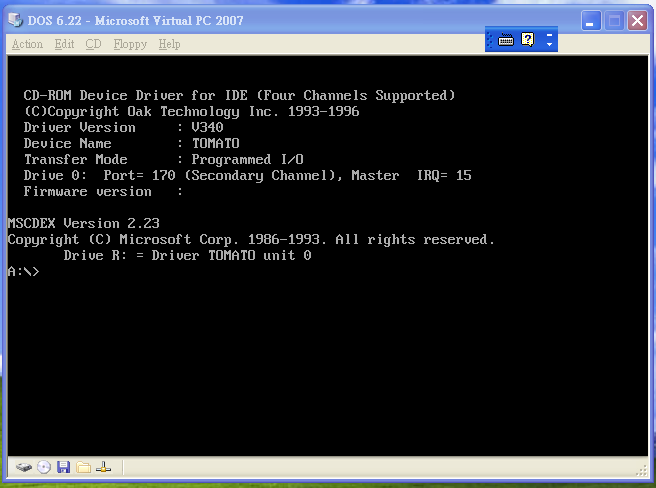 DOS 6.22 - Microsoft Virtual PC 2007
Action Edit CD Floppy Help
CD-ROM Device Driver for IDE (Four Channels Supported)
(C)Copyright Oak Technology Inc. 1993-1996
Driver Version : V340
Device Name : TOMATO
Transfer Mode : Programmed I/O
Drive 0: Port= 170 (Secondary Channel), Master IRQ= 15
Firmware version :
MSCDEX Version 2.23
Copyright (C) Microsoft Corp. 1986-1993. All rights reserved.
Drive R: = Driver TOMATO unit 0
A:\>